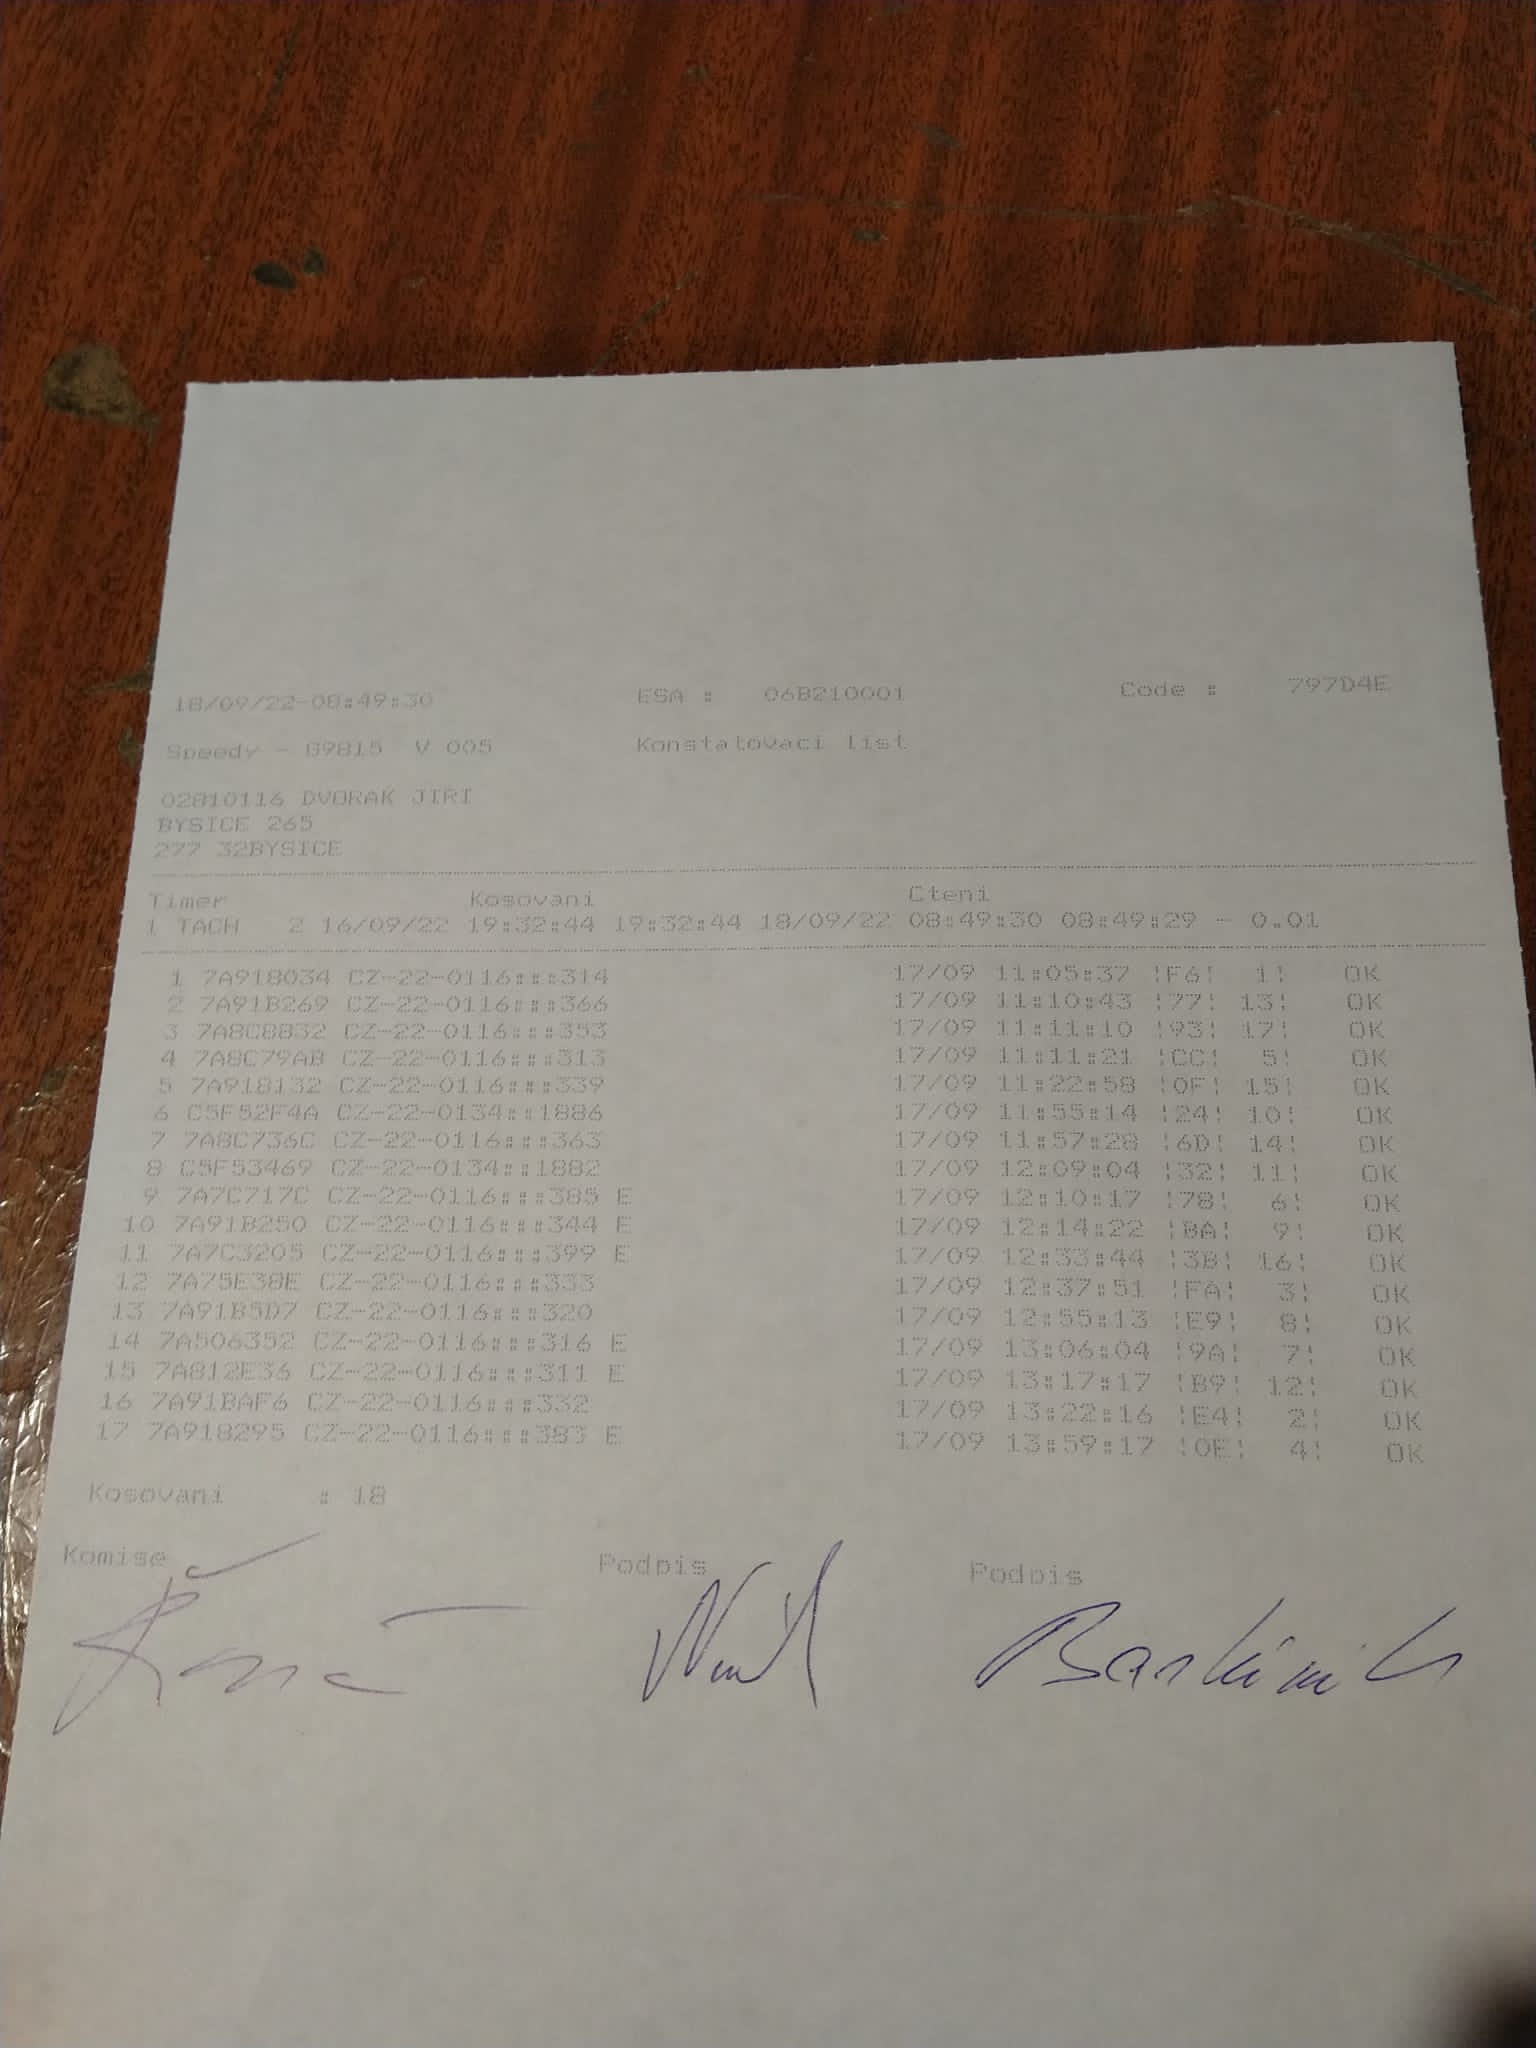 18/09/22-08:49:30 ESA : 06B210001 Code : 797D4E
Speedy - G9815 V 005 Konstatovaci list
02810116 DVORAK JIRI
BYSICE 265
277 32BYSICE
Timer Kosovani Cteni
1 TACH Z 16/09/22 19:32:44 19:32:44 18/09/22 08:49:30 08:49:29 - 0.01
1 7A918034 CZ-22-0116:::314 17/09 11:05:37 ¦F6¦ 1¦ OK
2 7A91B269 CZ-22-0116:::366 17/09 11:10:43 ¦77¦ 13¦ OK
3 7A8C8832 CZ-22-0116:::353 17/09 11:11:10 ¦93¦ 17¦ OK
4 7A8C79AB CZ-22-0116:::313 17/09 11:11:21 ¦CC¦ 5¦ OK
5 7A918132 CZ-22-0116:::339 17/09 11:22:58 ¦0F¦ 15¦ OK
6 C5F52F4A CZ-22-0134::1886 17/09 11:55:14 ¦24¦ 10¦ OK
7 7A8C736C CZ-22-0116:::363 17/09 11:57:28 ¦6D¦ 14¦ OK
8 C5F53469 CZ-22-0134::1882 17/09 12:09:04 ¦32¦ 11¦ OK
9 7A7C717C CZ-22-0116:::385 E 17/09 12:10:17 ¦78¦ 6¦ OK
10 7A91B250 CZ-22-0116:::344 E 17/09 12:14:22 ¦BA¦ 9¦ OK
11 7A7C3205 CZ-22-0116:::399 E 17/09 12:33:44 ¦3B¦ 16¦ OK
12 7A75E38E CZ-22-0116:::333 17/09 12:37:51 ¦FA¦ 3¦ OK
13 7A91B5D7 CZ-22-0116:::320 17/09 12:55:13 ¦E9¦ 8¦ OK
14 7A506352 CZ-22-0116:::316 E 17/09 13:06:04 ¦9A¦ 7¦ OK
15 7A812E36 CZ-22-0116:::311 E 17/09 13:17:17 ¦B9¦ 12¦ OK
16 7A91BAF6 CZ-22-0116:::332 17/09 13:22:16 ¦E4¦ 2¦ OK
17 7A918295 CZ-22-0116:::383 E 17/09 13:59:17 ¦0E¦ 4¦ OK
Kosovani : 18
Komise Podpis Podpis